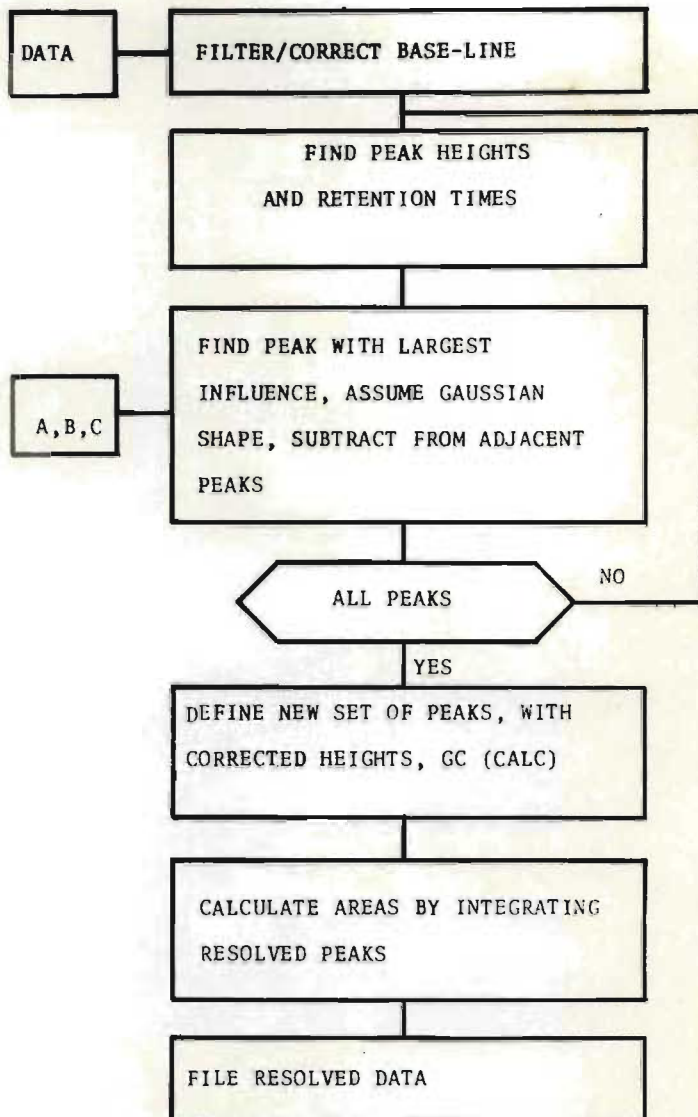 DATA
FILTER/CORRECT BASE-LINE
FIND PEAK HEIGHTS
AND RETENTION TIMES
FIND PEAK WITH LARGEST
INFLUENCE, ASSUME GAUSSIAN
SHAPE, SUBTRACT FROM ADJACENT
PEAKS
A,B,C
ALL PEAKS
NO
YES
DEFINE NEW SET OF PEAKS, WITH
CORRECTED HEIGHTS, GC (CALC)
CALCULATE AREAS BY INTEGRATING
RESOLVED PEAKS
FILE RESOLVED DATA